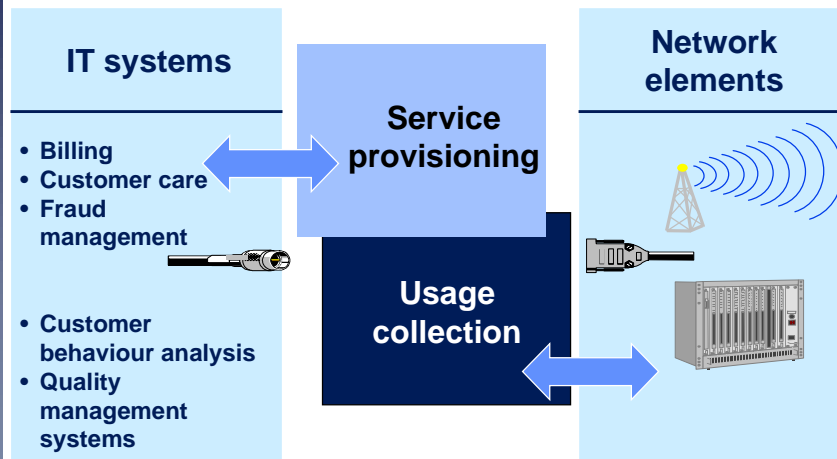 IT systems
• Billing
• Customer care
• Fraud
management
• Customer
behaviour analysis
• Quality
management
systems
Service
provisioning
Usage
collection
Network
elements